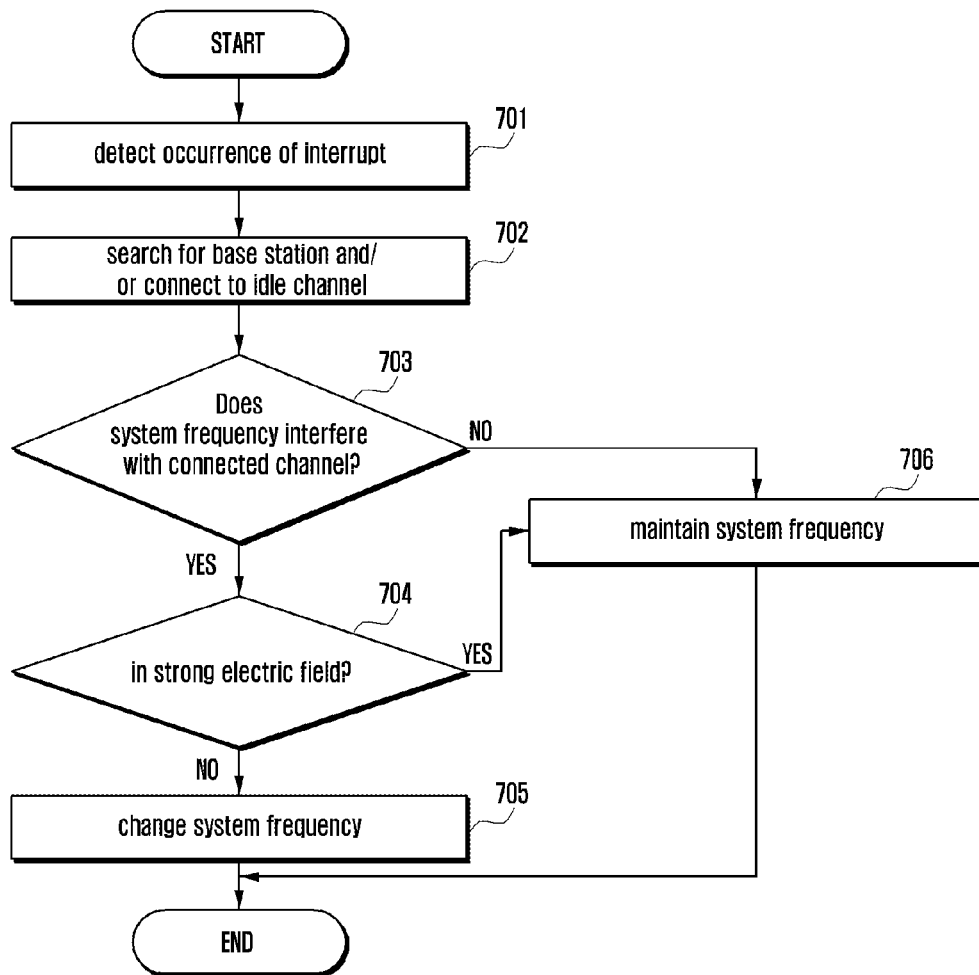 START
701
detect occurrence of interrupt
702
search for base station and/
or connect to idle channel
703
Does
system frequency interfere
with connected channel?
NO
706
maintain system frequency
YES
704
in strong electric field?
YES
NO
705
change system frequency
END